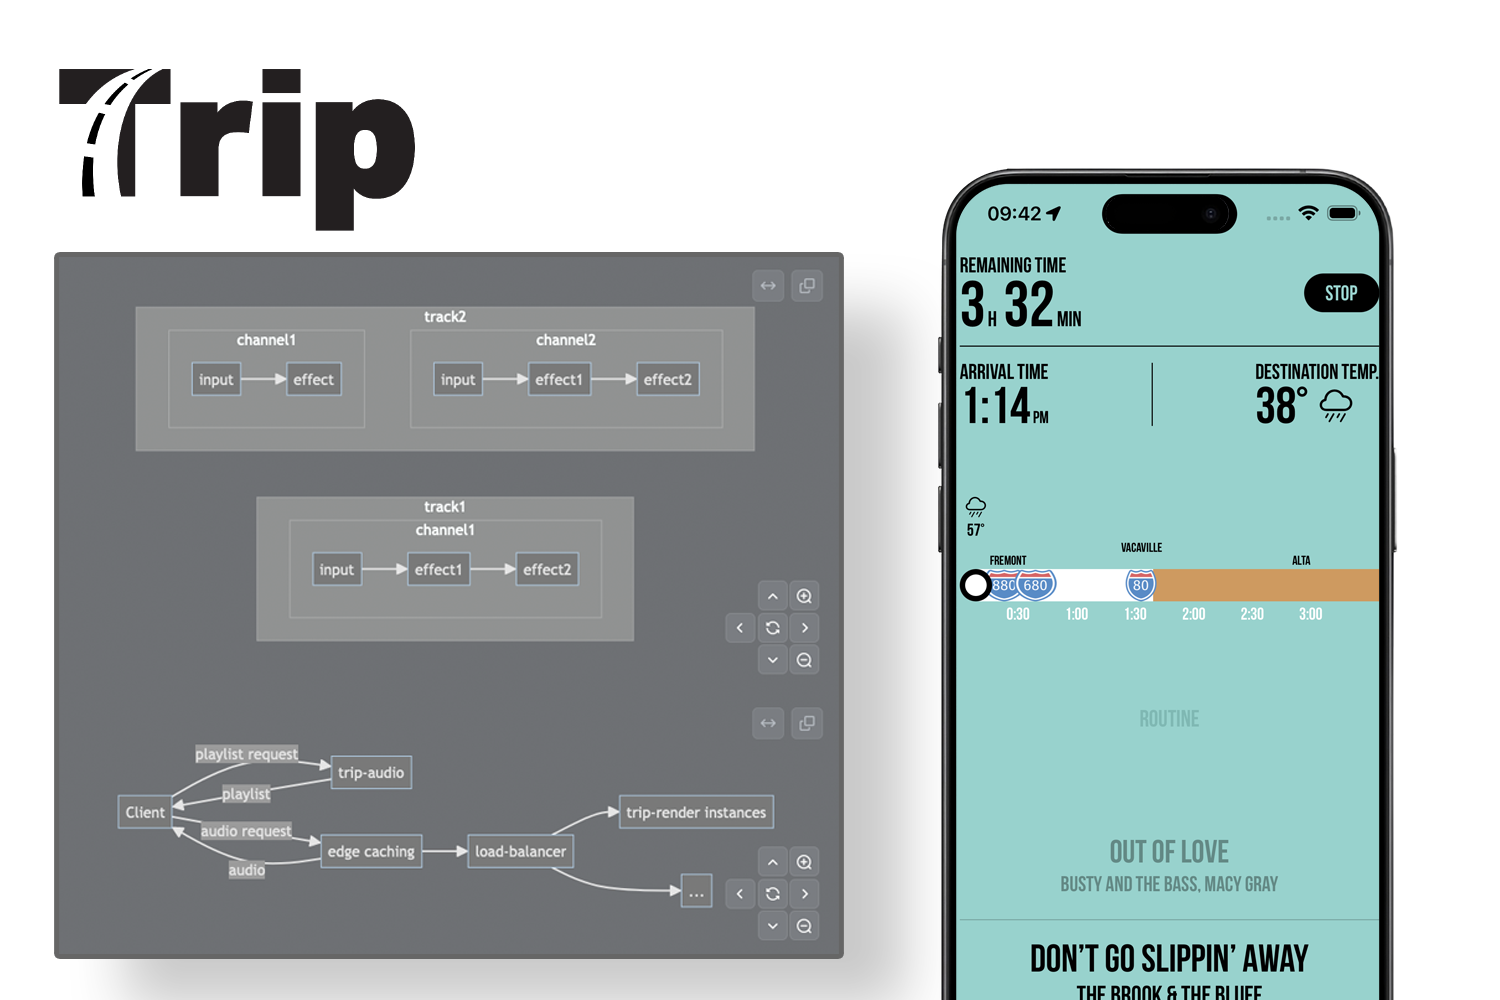 Trip
track2
channel1
channel2
input
effect
input
effect1
effect2
track1
channel1
input
effect1
effect2
playlist request
trip-audio
playlist
Client
audio request
trip-render instances
edge caching
load-balancer
audio
...
09:42
REMAINING TIME
3 H 32 MIN
STOP
ARRIVAL TIME
1:14 PM
DESTINATION TEMP.
38°
57°
FREMONT
VACAVILLE
ALTA
880
680
80
0:30 1:00 1:30 2:00 2:30 3:00
ROUTINE
OUT OF LOVE
BUSTY AND THE BASS, MACY GRAY
DON'T GO SLIPPIN' AWAY
THE BROOK & THE BLUFF